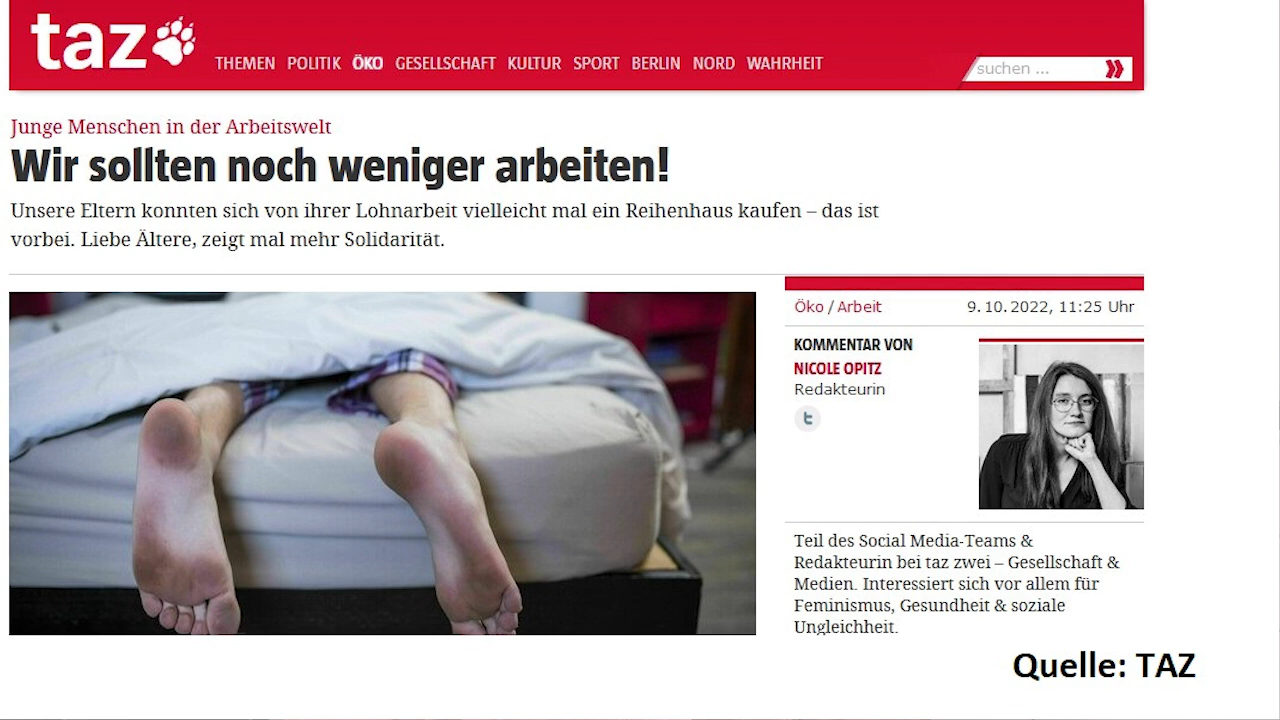 taz
THEMEN POLITIK ÖKO GESELLSCHAFT KULTUR SPORT BERLIN NORD WAHRHEIT
suchen ...
Junge Menschen in der Arbeitswelt
Wir sollten noch weniger arbeiten!
Unsere Eltern konnten sich von ihrer Lohnarbeit vielleicht mal ein Reihenhaus kaufen – das ist
vorbei. Liebe Ältere, zeigt mal mehr Solidarität.
Öko / Arbeit 9. 10. 2022, 11:25 Uhr
KOMMENTAR VON
NICOLE OPITZ
Redakteurin
Teil des Social Media-Teams &
Redakteurin bei taz zwei – Gesellschaft &
Medien. Interessiert sich vor allem für
Feminismus, Gesundheit & soziale
Ungleichheit.
Quelle: TAZ